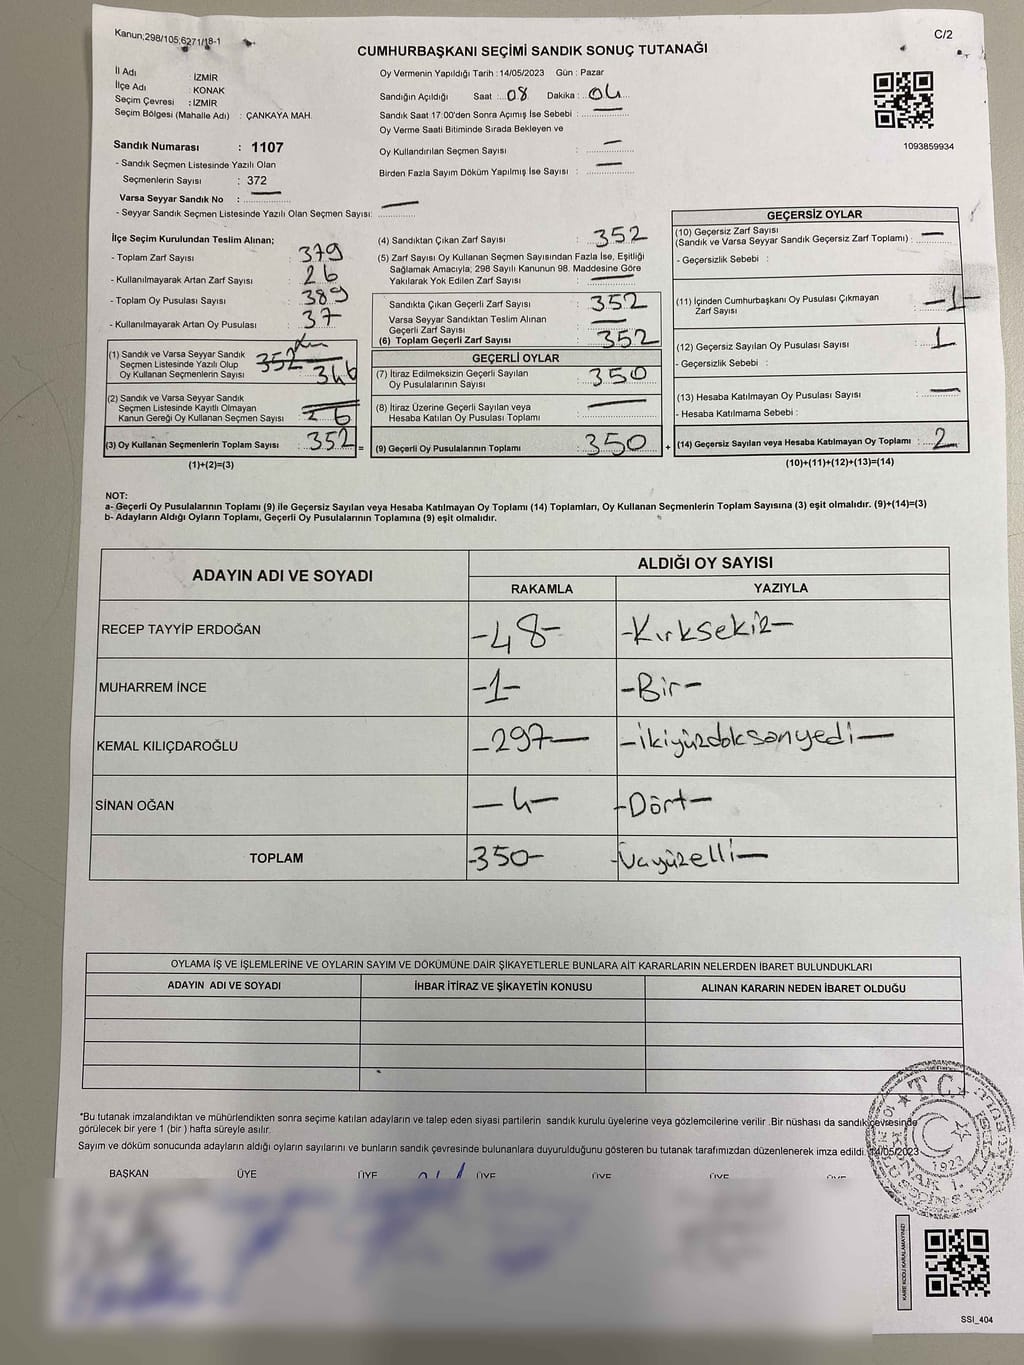 Kanun;298/105;6271/18-1
C/2
CUMHURBAŞKANI SEÇİMİ SANDIK SONUÇ TUTANAĞI
İl Adı : İZMİR
İlçe Adı : KONAK
Seçim Çevresi : İZMİR
Seçim Bölgesi (Mahalle Adı) : ÇANKAYA MAH.
Sandık Numarası : 1107
- Sandık Seçmen Listesinde Yazılı Olan
Seçmenlerin Sayısı : 372
Varsa Seyyar Sandık No :
- Seyyar Sandık Seçmen Listesinde Yazılı Olan Seçmen Sayısı:
Oy Vermenin Yapıldığı Tarih : 14/05/2023 Gün : Pazar
Sandığın Açıldığı Saat : 08 Dakika : 04
Sandık Saat 17:00'den Sonra Açımış İse Sebebi :
Oy Verme Saati Bitiminde Sırada Bekleyen ve
Oy Kullandırılan Seçmen Sayısı :
Birden Fazla Sayım Döküm Yapılmış İse Sayısı :
1093859934
İlçe Seçim Kurulundan Teslim Alınan;
- Toplam Zarf Sayısı : 379
- Kullanılmayarak Artan Zarf Sayısı : 26
- Toplam Oy Pusulası Sayısı : 389
- Kullanılmayarak Artan Oy Pusulası : 37
(1) Sandık ve Varsa Seyyar Sandık
Seçmen Listesinde Yazılı Olup
Oy Kullanan Seçmenlerin Sayısı : 352 346
(2) Sandık ve Varsa Seyyar Sandık
Seçmen Listesinde Kayıtlı Olmayan
Kanun Gereği Oy Kullanan Seçmen Sayısı : 6
(3) Oy Kullanan Seçmenlerin Toplam Sayısı : 352 =
(1)+(2)=(3)
(4) Sandıktan Çıkan Zarf Sayısı : 352
(5) Zarf Sayısı Oy Kullanan Seçmen Sayısından Fazla İse, Eşitliği
Sağlamak Amacıyla; 298 Sayılı Kanunun 98. Maddesine Göre
Yakılarak Yok Edilen Zarf Sayısı :
Sandıkta Çıkan Geçerli Zarf Sayısı : 352
Varsa Seyyar Sandıktan Teslim Alınan
Geçerli Zarf Sayısı :
(6) Toplam Geçerli Zarf Sayısı : 352
GEÇERLİ OYLAR
(7) İtiraz Edilmeksizin Geçerli Sayılan
Oy Pusulalarının Sayısı : 350
(8) İtiraz Üzerine Geçerli Sayılan veya
Hesaba Katılan Oy Pusulası Toplamı :
(9) Geçerli Oy Pusulalarının Toplamı : 350 +
GEÇERSİZ OYLAR
(10) Geçersiz Zarf Sayısı
(Sandık ve Varsa Seyyar Sandık Geçersiz Zarf Toplamı) :
- Geçersizlik Sebebi :
(11) İçinden Cumhurbaşkanı Oy Pusulası Çıkmayan
Zarf Sayısı : -1-
(12) Geçersiz Sayılan Oy Pusulası Sayısı : 1
- Geçersizlik Sebebi :
(13) Hesaba Katılmayan Oy Pusulası Sayısı :
- Hesaba Katılmama Sebebi :
(14) Geçersiz Sayılan veya Hesaba Katılmayan Oy Toplamı : 2
(10)+(11)+(12)+(13)=(14)
NOT:
a- Geçerli Oy Pusulalarının Toplamı (9) ile Geçersiz Sayılan veya Hesaba Katılmayan Oy Toplamı (14) Toplamları, Oy Kullanan Seçmenlerin Toplam Sayısına (3) eşit olmalıdır. (9)+(14)=(3)
b- Adayların Aldığı Oyların Toplamı, Geçerli Oy Pusulalarının Toplamına (9) eşit olmalıdır.
ADAYIN ADI VE SOYADI
ALDIĞI OY SAYISI
RAKAMLA YAZIYLA
RECEP TAYYİP ERDOĞAN -48- -Kırksekiz-
MUHARREM İNCE -1- -Bir-
KEMAL KILIÇDAROĞLU -297- -ikiyüzdoksanyedi-
SİNAN OĞAN -4- -Dört-
TOPLAM -350- -Üçyüzelli-
OYLAMA İŞ VE İŞLEMLERİNE VE OYLARIN SAYIM VE DÖKÜMÜNE DAİR ŞİKAYETLERLE BUNLARA AİT KARARLARIN NELERDEN İBARET BULUNDUKLARI
ADAYIN ADI VE SOYADI İHBAR İTİRAZ VE ŞİKAYETİN KONUSU ALINAN KARARIN NEDEN İBARET OLDUĞU
*Bu tutanak imzalandıktan ve mühürlendikten sonra seçime katılan adayların ve talep eden siyasi partilerin sandık kurulu üyelerine veya gözlemcilerine verilir .Bir nüshası da sandık çevresinde
görülecek bir yere 1 (bir ) hafta süreyle asılır.
Sayım ve döküm sonucunda adayların aldığı oyların sayılarını ve bunların sandık çevresinde bulunanlara duyurulduğunu gösteren bu tutanak tarafımızdan düzenlenerek imza edildi. 14/05/2023
BAŞKAN ÜYE ÜYE ÜYE ÜYE ÜYE ÜYE
T.C.
1923
KARE KODU KARALAMAYINIZ!
SSİ_404